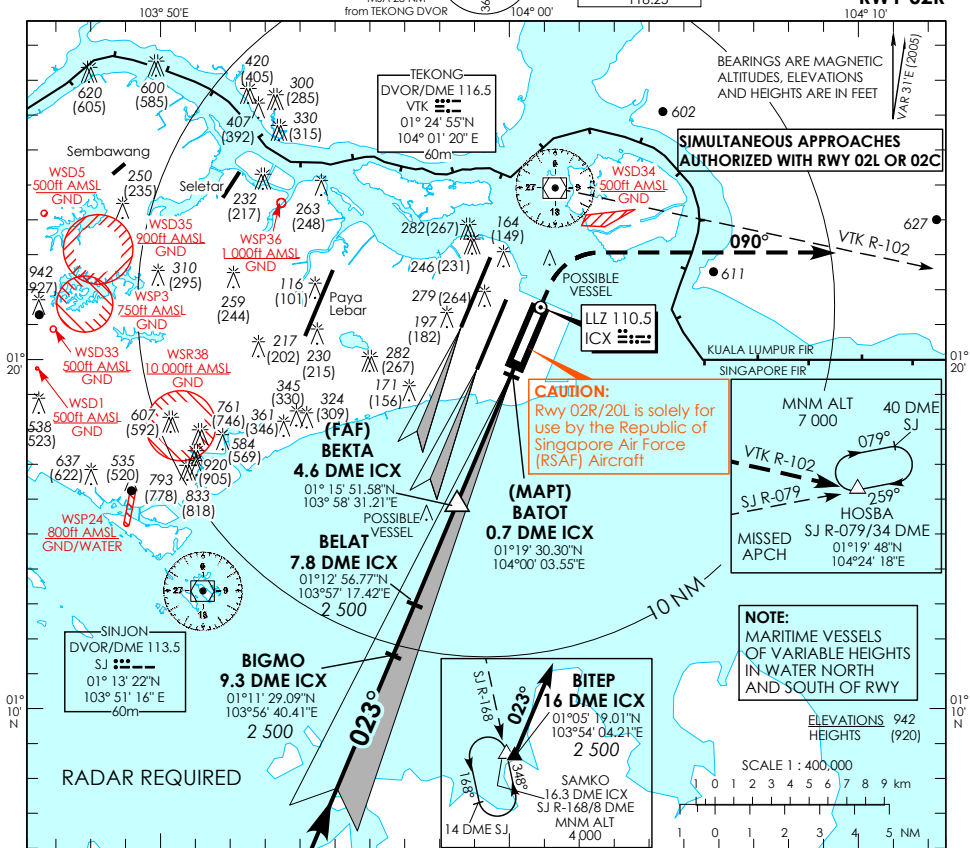 MSA 25 NM
from TEKONG DVOR
118.25
RWY 02R
103° 50'E
104° 00'E
104° 10'E
BEARINGS ARE MAGNETIC
ALTITUDES, ELEVATIONS
AND HEIGHTS ARE IN FEET
VAR 31'E (2005)
SIMULTANEOUS APPROACHES
AUTHORIZED WITH RWY 02L OR 02C
TEKONG
DVOR/DME 116.5
VTK
01° 24' 55"N
104° 01' 20" E
60m
620
(605)
600
(585)
420
(405)
300
(285)
330
(315)
407
(392)
602
Sembawang
250
(235)
Seletar
232
(217)
263
(248)
WSD5
500ft AMSL
GND
WSD35
900ft AMSL
GND
WSP36
1 000ft AMSL
GND
WSD34
500ft AMSL
GND
627
282(267)
164
(149)
246 (231)
090°
VTK R-102
611
POSSIBLE
VESSEL
942
(927)
WSP3
750ft AMSL
GND
310
(295)
259
(244)
116
(101)
Paya
Lebar
279 (264)
197
(182)
LLZ 110.5
ICX
KUALA LUMPUR FIR
SINGAPORE FIR
01°
20'
01°
20'
WSD33
500ft AMSL
GND
WSR38
10 000ft AMSL
GND
217
(202)
230
(215)
282
(267)
171
(156)
WSD1
500ft AMSL
GND
538
(523)
607
(592)
761
(746)
361
(346)
345
(330)
324
(309)
584
(569)
920
(905)
637
(622)
535
(520)
793
(778)
833
(818)
WSP24
800ft AMSL
GND/WATER
CAUTION:
Rwy 02R/20L is solely for
use by the Republic of
Singapore Air Force
(RSAF) Aircraft
(FAF)
BEKTA
4.6 DME ICX
01° 15' 51.58"N
103° 58' 31.21"E
POSSIBLE
VESSEL
(MAPT)
BATOT
0.7 DME ICX
01°19' 30.30"N
104°00' 03.55"E
MNM ALT
7 000
40 DME
SJ
079°
VTK R-102
SJ R-079
259°
HOSBA
SJ R-079/34 DME
01°19' 48"N
104°24' 18"E
MISSED
APCH
BELAT
7.8 DME ICX
01°12' 56.77"N
103°57' 17.42"E
2 500
10 NM
SINJON
DVOR/DME 113.5
SJ
01° 13' 22"N
103° 51' 16" E
60m
NOTE:
MARITIME VESSELS
OF VARIABLE HEIGHTS
IN WATER NORTH
AND SOUTH OF RWY
BIGMO
9.3 DME ICX
01°11' 29.09"N
103°56' 40.41"E
2 500
023°
01°
10'
N
01°
10'
N
SJ R-168
023°
BITEP
16 DME ICX
01°05' 19.01"N
103°54' 04.21"E
2 500
168°
348°
SAMKO
16.3 DME ICX
SJ R-168/8 DME
MNM ALT
4 000
14 DME SJ
ELEVATIONS 942
HEIGHTS (920)
RADAR REQUIRED
SCALE 1 : 400,000
1 0 1 2 3 4 5 6 7 8 9 km
1 0 1 2 3 4 5 NM